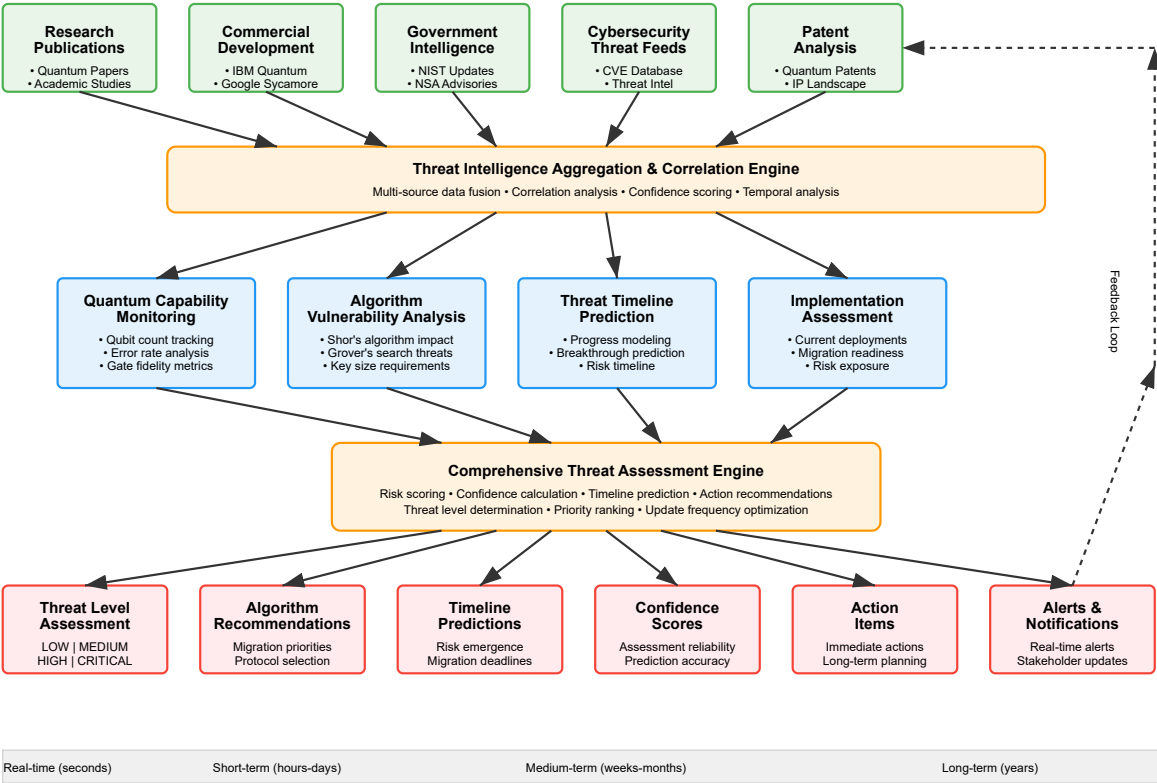 Research
Publications
• Quantum Papers
• Academic Studies
Commercial
Development
• IBM Quantum
• Google Sycamore
Government
Intelligence
• NIST Updates
• NSA Advisories
Cybersecurity
Threat Feeds
• CVE Database
• Threat Intel
Patent
Analysis
• Quantum Patents
• IP Landscape
Threat Intelligence Aggregation & Correlation Engine
Multi-source data fusion • Correlation analysis • Confidence scoring • Temporal analysis
Quantum Capability
Monitoring
• Qubit count tracking
• Error rate analysis
• Gate fidelity metrics
Algorithm
Vulnerability Analysis
• Shor's algorithm impact
• Grover's search threats
• Key size requirements
Threat Timeline
Prediction
• Progress modeling
• Breakthrough prediction
• Risk timeline
Implementation
Assessment
• Current deployments
• Migration readiness
• Risk exposure
Feedback Loop
Comprehensive Threat Assessment Engine
Risk scoring • Confidence calculation • Timeline prediction • Action recommendations
Threat level determination • Priority ranking • Update frequency optimization
Threat Level
Assessment
LOW | MEDIUM
HIGH | CRITICAL
Algorithm
Recommendations
Migration priorities
Protocol selection
Timeline
Predictions
Risk emergence
Migration deadlines
Confidence
Scores
Assessment reliability
Prediction accuracy
Action
Items
Immediate actions
Long-term planning
Alerts &
Notifications
Real-time alerts
Stakeholder updates
Real-time (seconds)
Short-term (hours-days)
Medium-term (weeks-months)
Long-term (years)